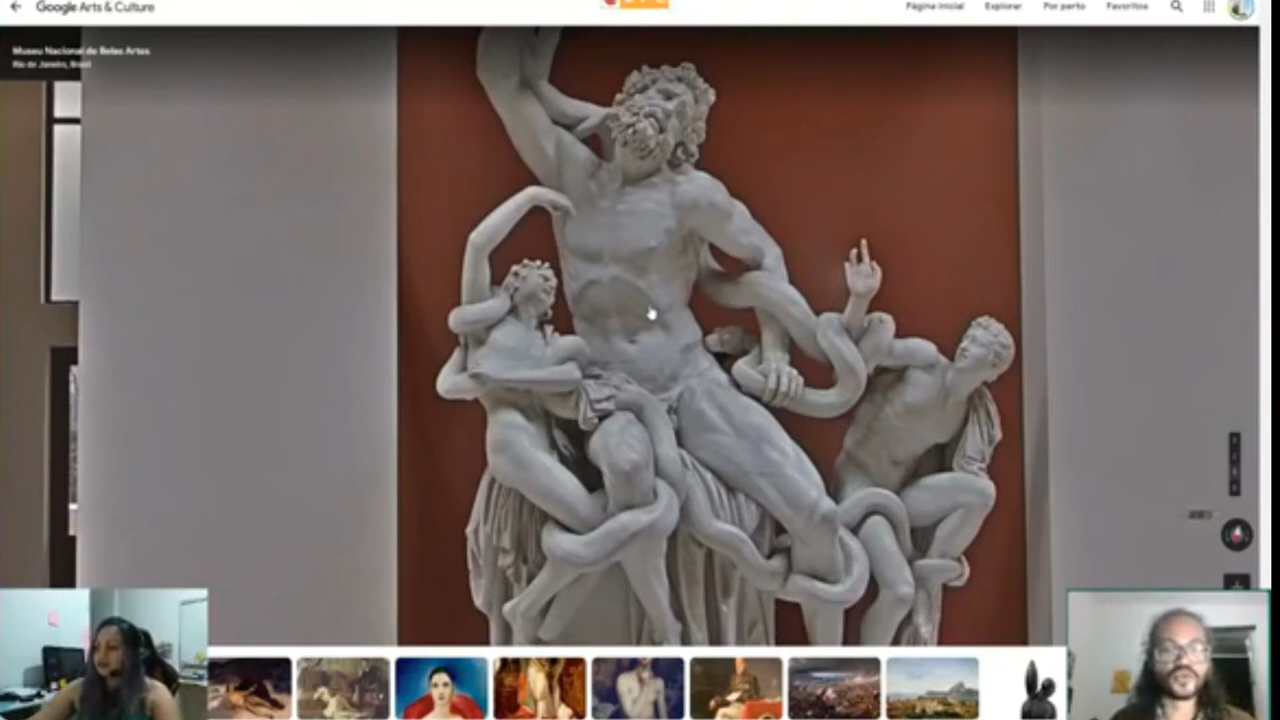 Google Arts & Culture
Página inicial Explorar Por perto Favoritos
Museu Nacional de Belas Artes
Rio de Janeiro, Brasil